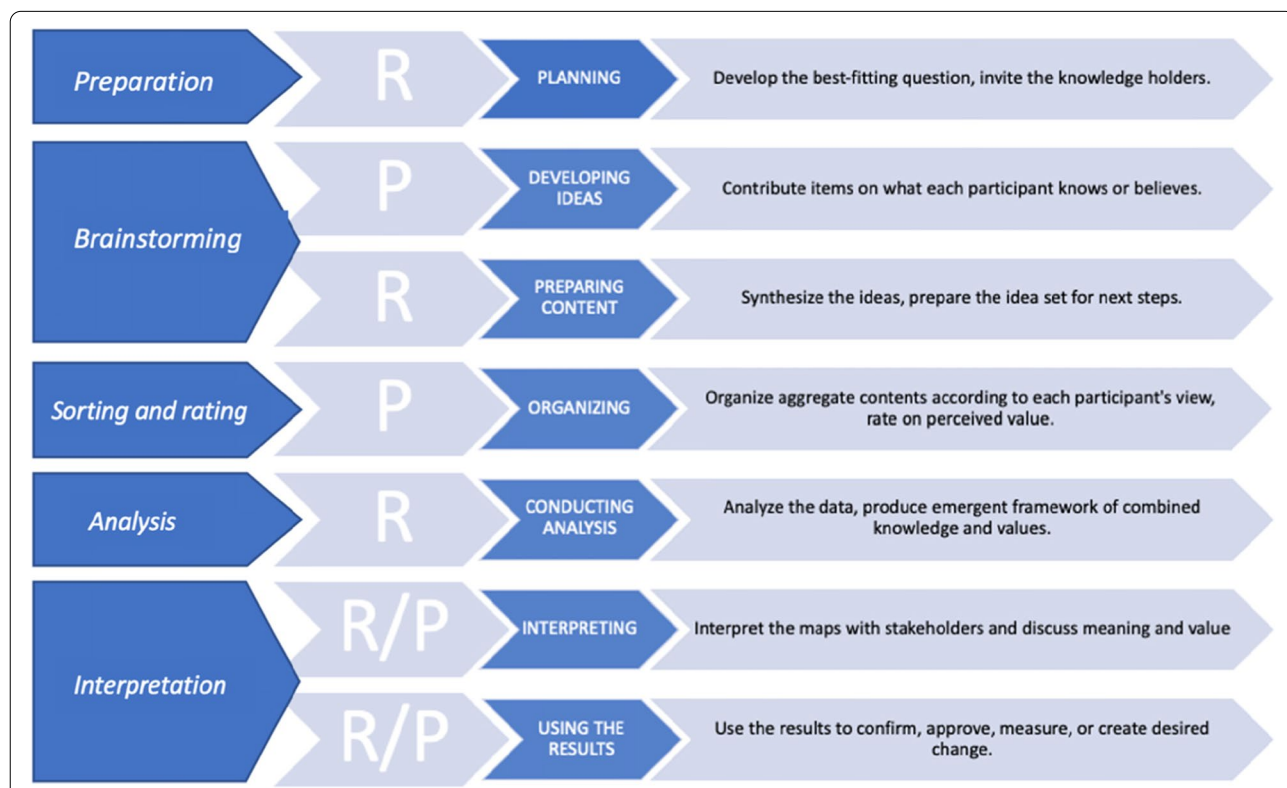 Preparation
R
PLANNING
Develop the best-fitting question, invite the knowledge holders.
Brainstorming
P
DEVELOPING
IDEAS
Contribute items on what each participant knows or believes.
R
PREPARING
CONTENT
Synthesize the ideas, prepare the idea set for next steps.
Sorting and rating
P
ORGANIZING
Organize aggregate contents according to each participant's view,
rate on perceived value.
Analysis
R
CONDUCTING
ANALYSIS
Analyze the data, produce emergent framework of combined
knowledge and values.
Interpretation
R/P
INTERPRETING
Interpret the maps with stakeholders and discuss meaning and value
R/P
USING THE
RESULTS
Use the results to confirm, approve, measure, or create desired
change.